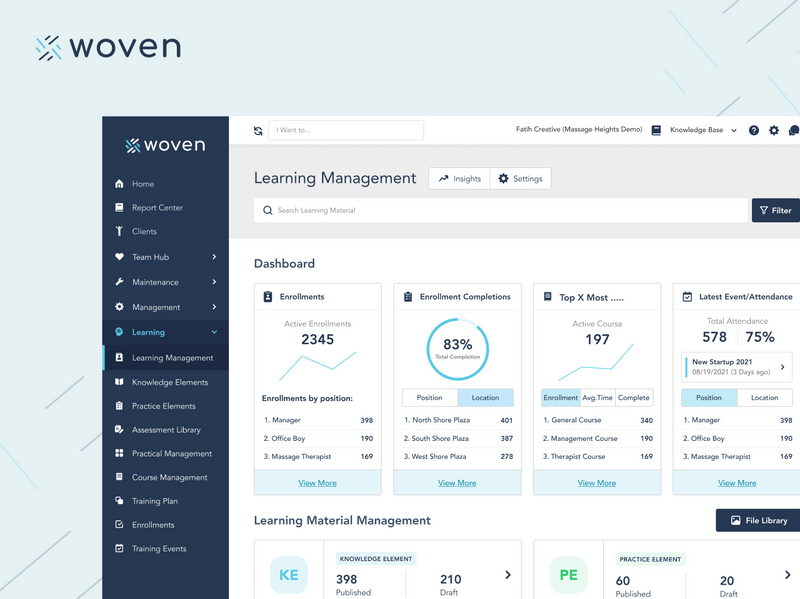 woven
woven
Home
Report Center
Clients
Team Hub
Maintenance
Management
Learning
Learning Management
Knowledge Elements
Practice Elements
Assessment Library
Practical Management
Course Management
Training Plan
Enrollments
Training Events
I Want to...
Fatih Creative (Massage Heights Demo)
Knowledge Base
Learning Management
Insights
Settings
Search Learning Material
Filter
Dashboard
Enrollments
Active Enrollments
2345
Enrollments by position:
1. Manager 398
2. Office Boy 190
3. Massage Therapist 169
View More
Enrollment Completions
83%
Total Completion
Position Location
1. North Shore Plaza 401
2. South Shore Plaza 387
3. West Shore Plaza 278
View More
Top X Most .....
Active Course
197
Enrollment Avg.Time Complete
1. General Course 340
2. Management Course 190
3. Therapist Course 169
View More
Latest Event/Attendance
Total Attendance
578 75%
New Startup 2021
08/19/2021 (3 Days ago)
Position Location
1. Manager 398
2. Office Boy 190
3. Massage Therapist 169
View More
Learning Material Management
File Library
KE
KNOWLEDGE ELEMENT
398 210
Published Draft
PE
PRACTICE ELEMENT
60 20
Published Draft